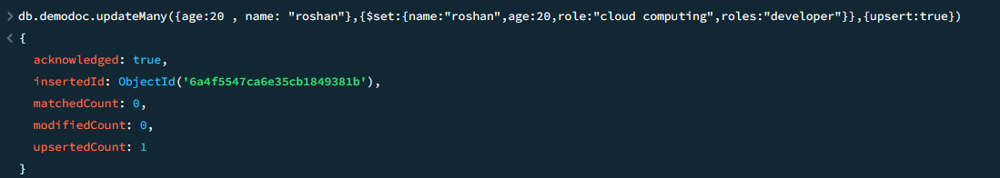 > db.demodoc.updateMany({age:20 , name: "roshan"},{$set:{name:"roshan",age:20,role:"cloud computing",roles:"developer"}},{upsert:true})
< {
acknowledged: true,
insertedId: ObjectId('6a4f5547ca6e35cb1849381b'),
matchedCount: 0,
modifiedCount: 0,
upsertedCount: 1
}